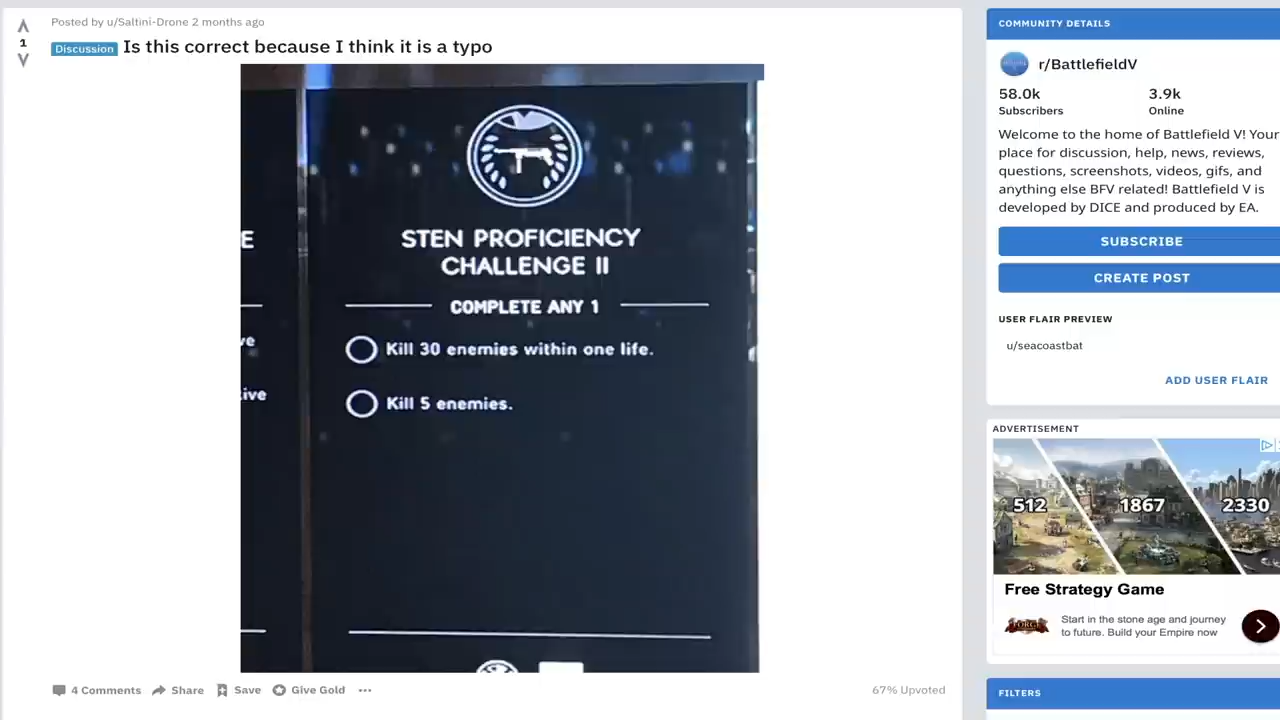 Posted by u/Saltini-Drone 2 months ago
1
Discussion Is this correct because I think it is a typo
E
STEN PROFICIENCY
CHALLENGE II
COMPLETE ANY 1
ve
Kill 30 enemies within one life.
ive
Kill 5 enemies.
4 Comments Share Save Give Gold ...
67% Upvoted
COMMUNITY DETAILS
r/BattlefieldV
58.0k 3.9k
Subscribers Online
Welcome to the home of Battlefield V! Your
place for discussion, help, news, reviews,
questions, screenshots, videos, gifs, and
anything else BFV related! Battlefield V is
developed by DICE and produced by EA.
SUBSCRIBE
CREATE POST
USER FLAIR PREVIEW
u/seacoastbat
ADD USER FLAIR
ADVERTISEMENT
512 1867 2330
Free Strategy Game
FORGE
Start in the stone age and journey
to future. Build your Empire now
FILTERS